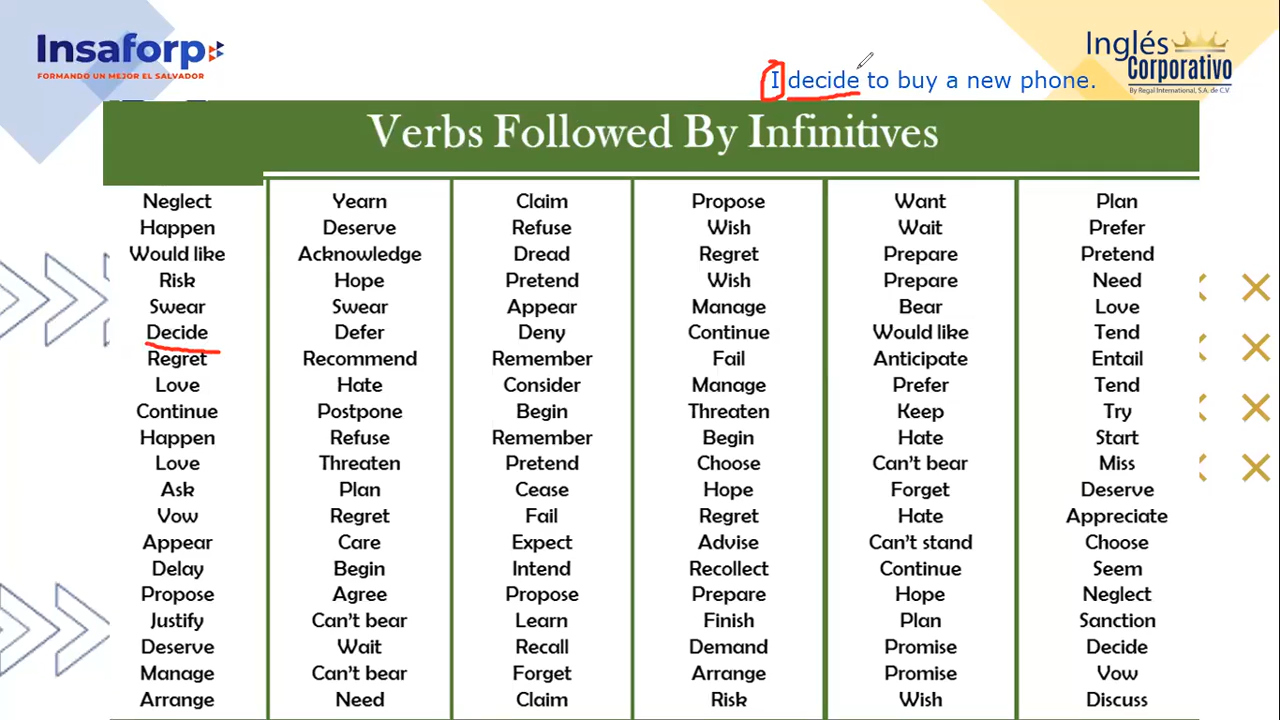 Insaforp
FORMANDO UN MEJOR EL SALVADOR
Inglés
Corporativo
By Regal International, S.A. de C.V
I decide to buy a new phone.
Verbs Followed By Infinitives
Neglect Yearn Claim Propose Want Plan
Happen Deserve Refuse Wish Wait Prefer
Would like Acknowledge Dread Regret Prepare Pretend
Risk Hope Pretend Wish Prepare Need
Swear Swear Appear Manage Bear Love
Decide Defer Deny Continue Would like Tend
Regret Recommend Remember Fail Anticipate Entail
Love Hate Consider Manage Prefer Tend
Continue Postpone Begin Threaten Keep Try
Happen Refuse Remember Begin Hate Start
Love Threaten Pretend Choose Can't bear Miss
Ask Plan Cease Hope Forget Deserve
Vow Regret Fail Regret Hate Appreciate
Appear Care Expect Advise Can't stand Choose
Delay Begin Intend Recollect Continue Seem
Propose Agree Propose Prepare Hope Neglect
Justify Can't bear Learn Finish Plan Sanction
Deserve Wait Recall Demand Promise Decide
Manage Can't bear Forget Arrange Promise Vow
Arrange Need Claim Risk Wish Discuss